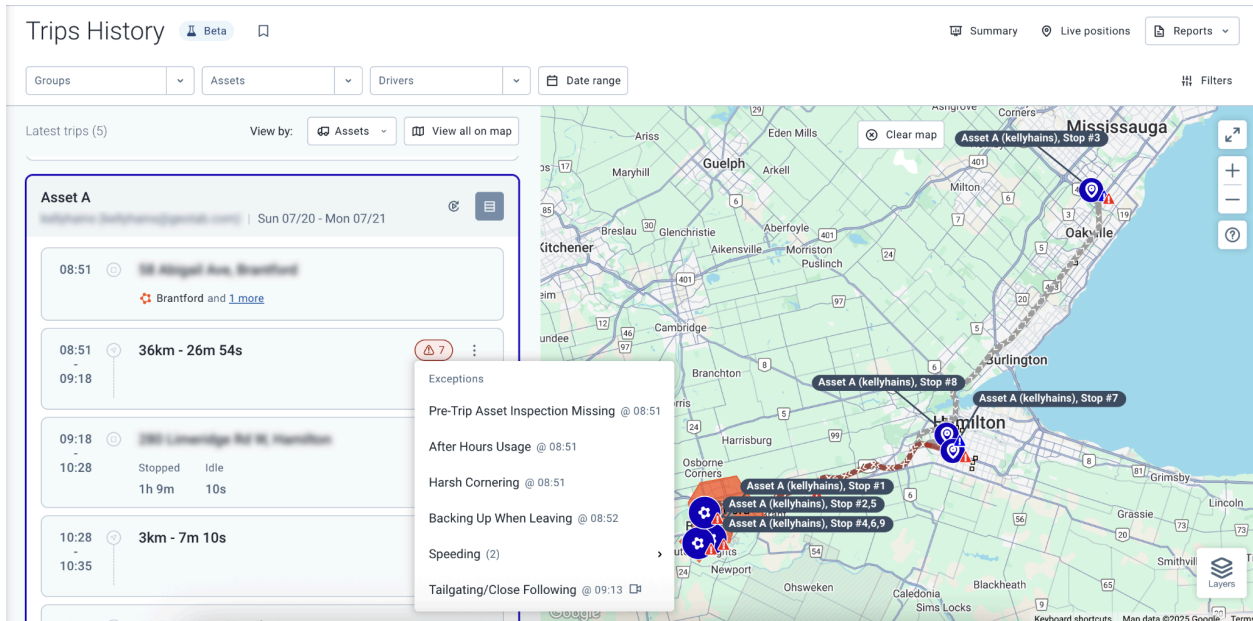 Trips History
Beta
Summary
Live positions
Reports
Groups
Assets
Drivers
Date range
Filters
Latest trips (5)
View by:
Assets
View all on map
Asset A
Sun 07/20 - Mon 07/21
08:51
Brantford and 1 more
08:51
-
09:18
36km - 26m 54s
7
09:18
-
10:28
Stopped Idle
1h 9m 10s
10:28
-
10:35
3km - 7m 10s
Exceptions
Pre-Trip Asset Inspection Missing @ 08:51
After Hours Usage @ 08:51
Harsh Cornering @ 08:51
Backing Up When Leaving @ 08:52
Speeding (2)
Tailgating/Close Following @ 09:13
Clear map
Asset A (kellyhains), Stop #3
Mississauga
Ariss
Eden Mills
Guelph
Arkell
Maryhill
Milton
Breslau
Glenchristie
Aberfoyle
Aikensville
Morriston
Puslinch
Kitchener
Oakville
Cambridge
Branchton
Burlington
Asset A (kellyhains), Stop #8
Asset A (kellyhains), Stop #7
Hamilton
Harrisburg
Osborne
Corners
Asset A (kellyhains), Stop #1
Asset A (kellyhains), Stop #2,5
Asset A (kellyhains), Stop #4,6,9
Newport
Ohsweken
Caledonia
Sims Locks
Blackheath
Grassie
Grimsby
Lincoln
Smithvil
Layers
Google
Keyboard shortcuts Map data ©2025 Google Term